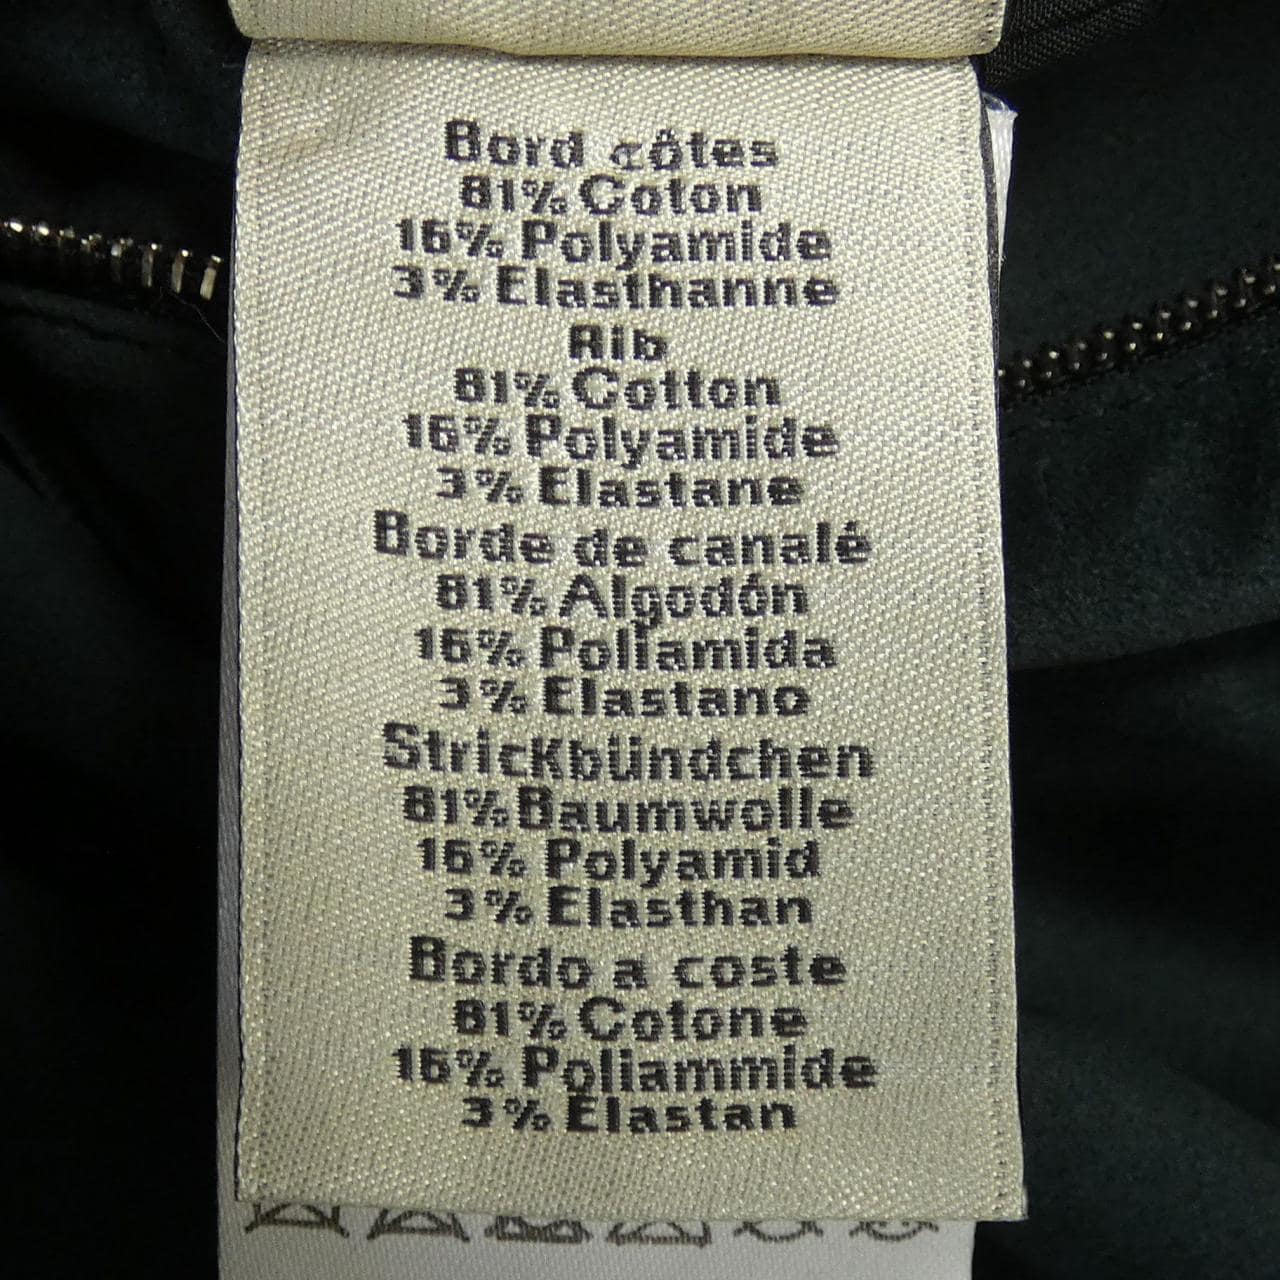 Bord côtes
81% Coton
16% Polyamide
3% Elasthanne
Rib
81% Cotton
16% Polyamide
3% Elastane
Borde de canalé
81% Algodón
16% Poliamida
3% Elastano
Strickbündchen
81% Baumwolle
16% Polyamid
3% Elasthan
Bordo a coste
81% Cotone
16% Poliammide
3% Elastan